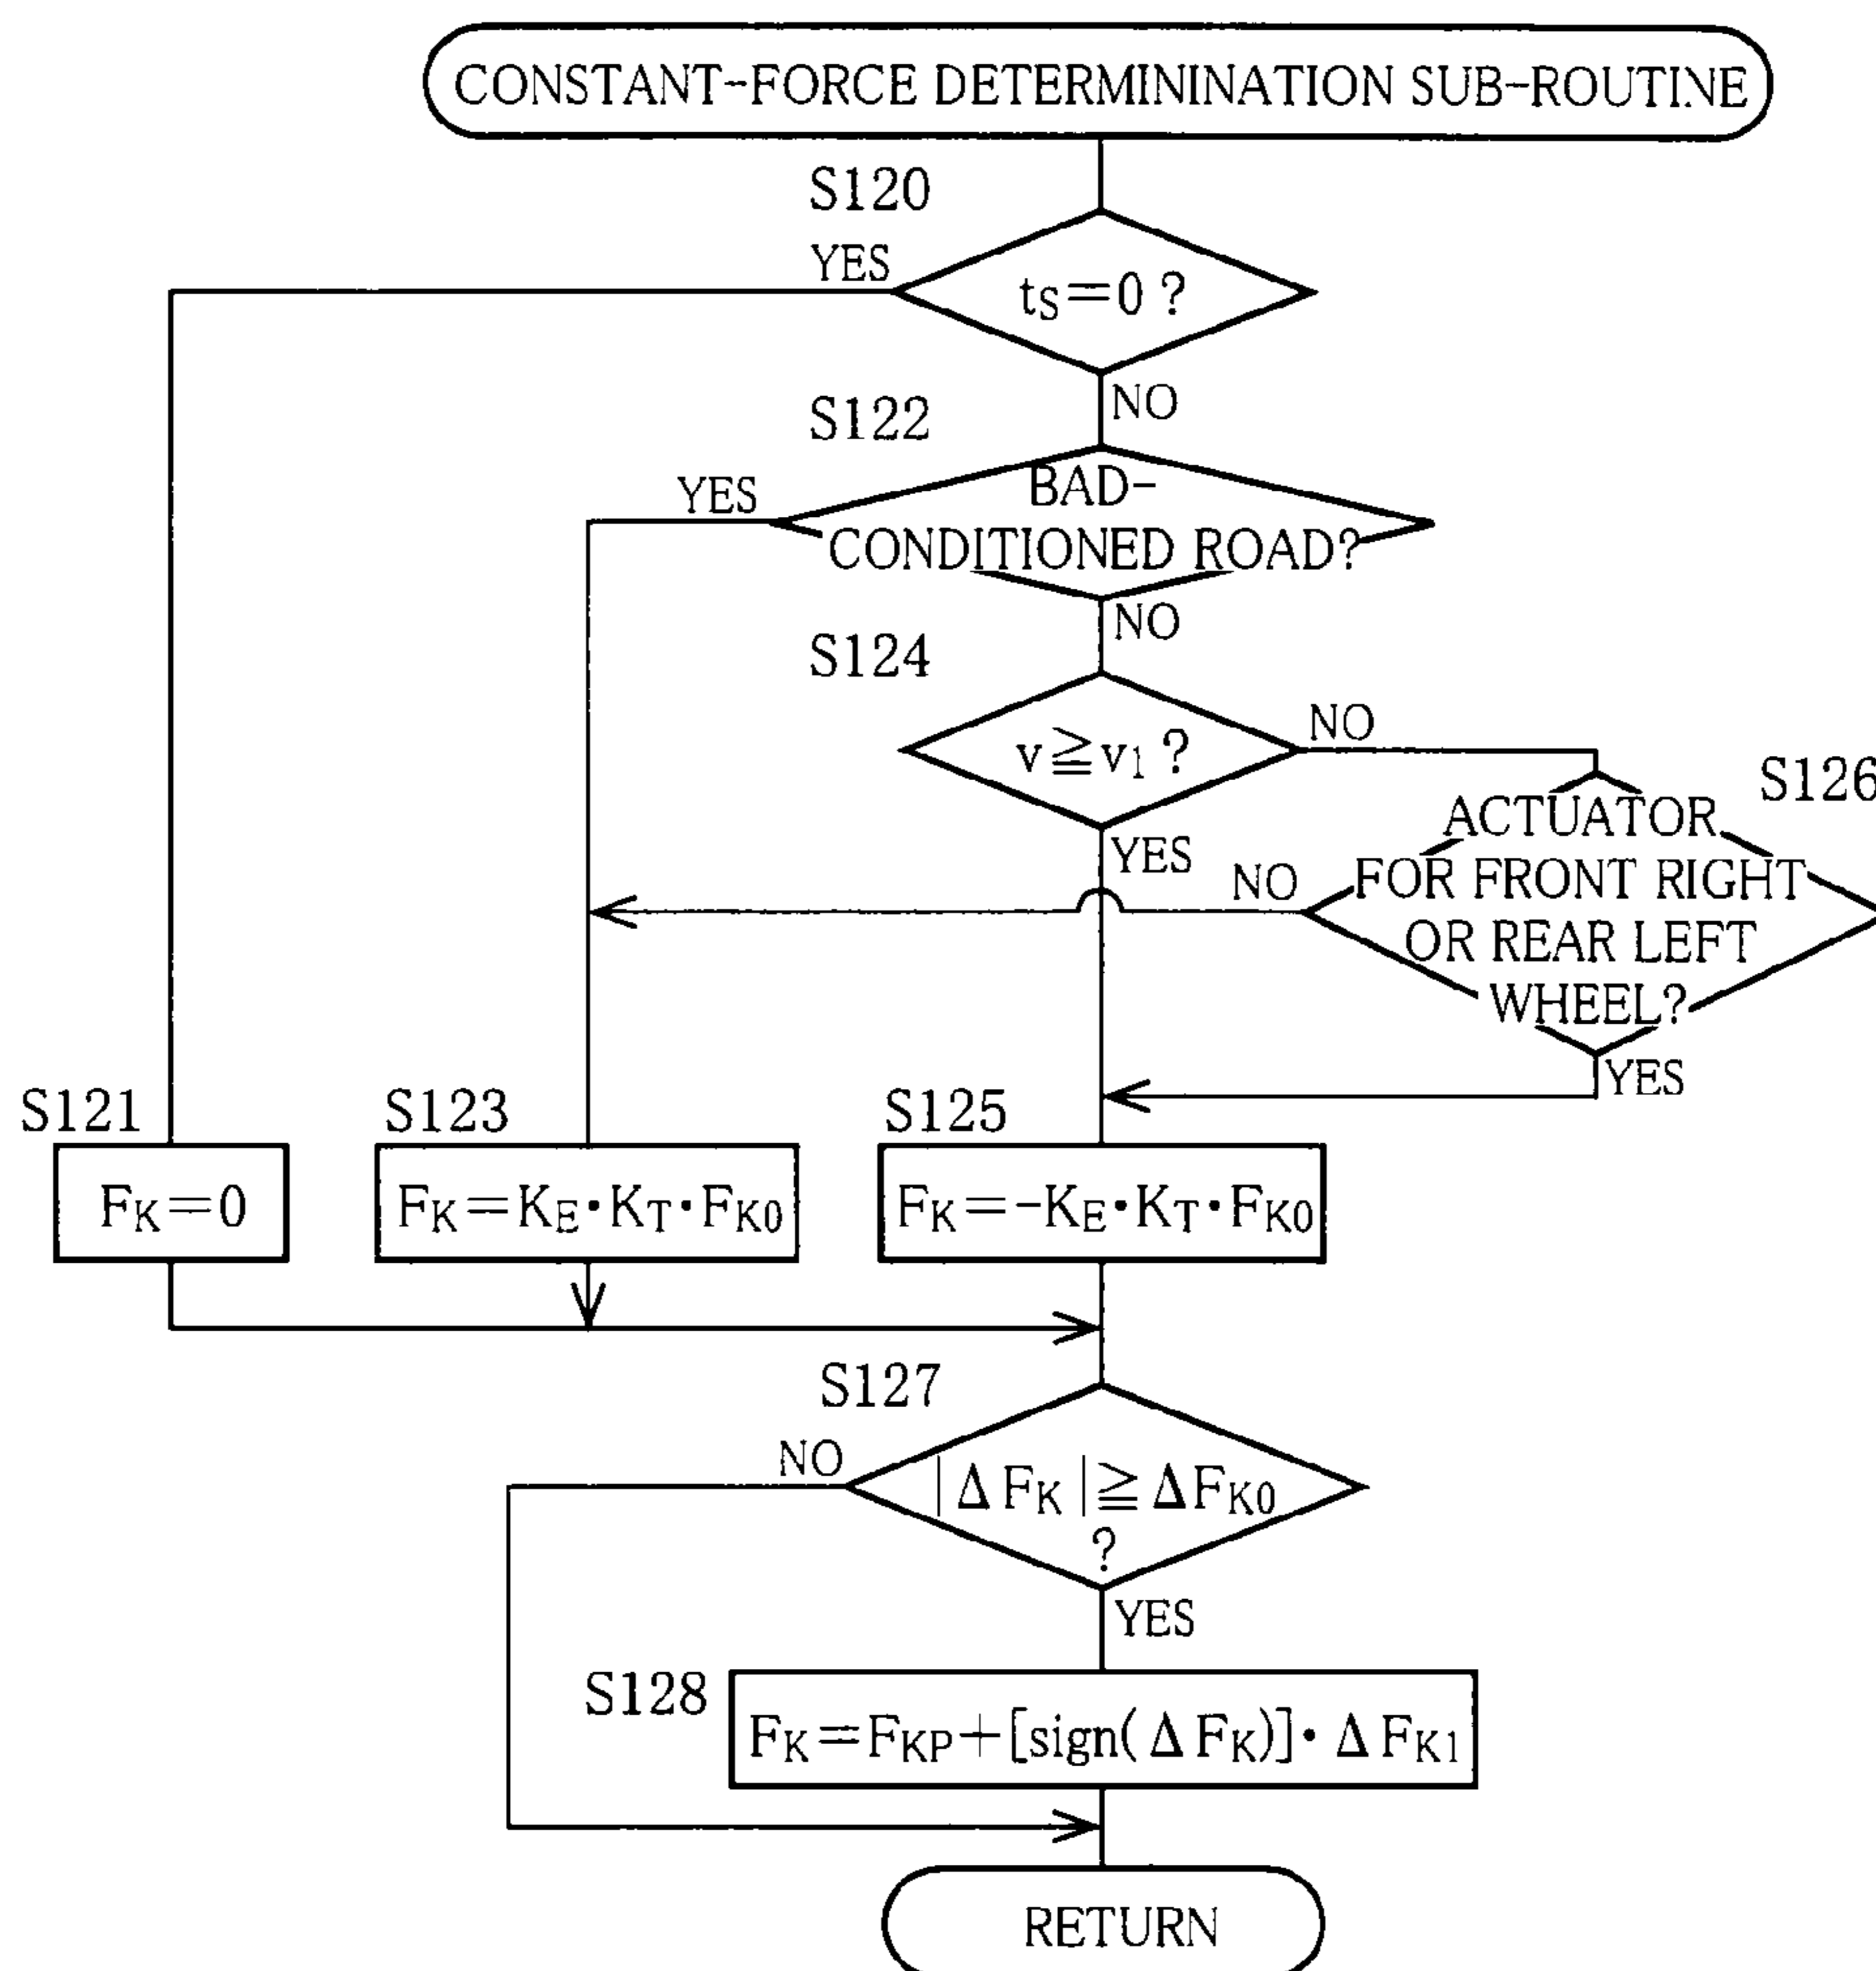 CONSTANT-FORCE DETERMININATION SUB-ROUTINE
S120
YES
tS=0 ?
NO
S122
YES
BAD-
CONDITIONED ROAD?
NO
S124
v≧v1 ?
NO
YES
S126
ACTUATOR
FOR FRONT RIGHT
OR REAR LEFT
WHEEL?
NO
YES
S121
FK=0
S123
FK=KE•KT•FK0
S125
FK=-KE•KT•FK0
S127
NO
|ΔFK|≧ΔFK0
?
YES
S128
FK=FKP+[sign(ΔFK)]•ΔFK1
RETURN